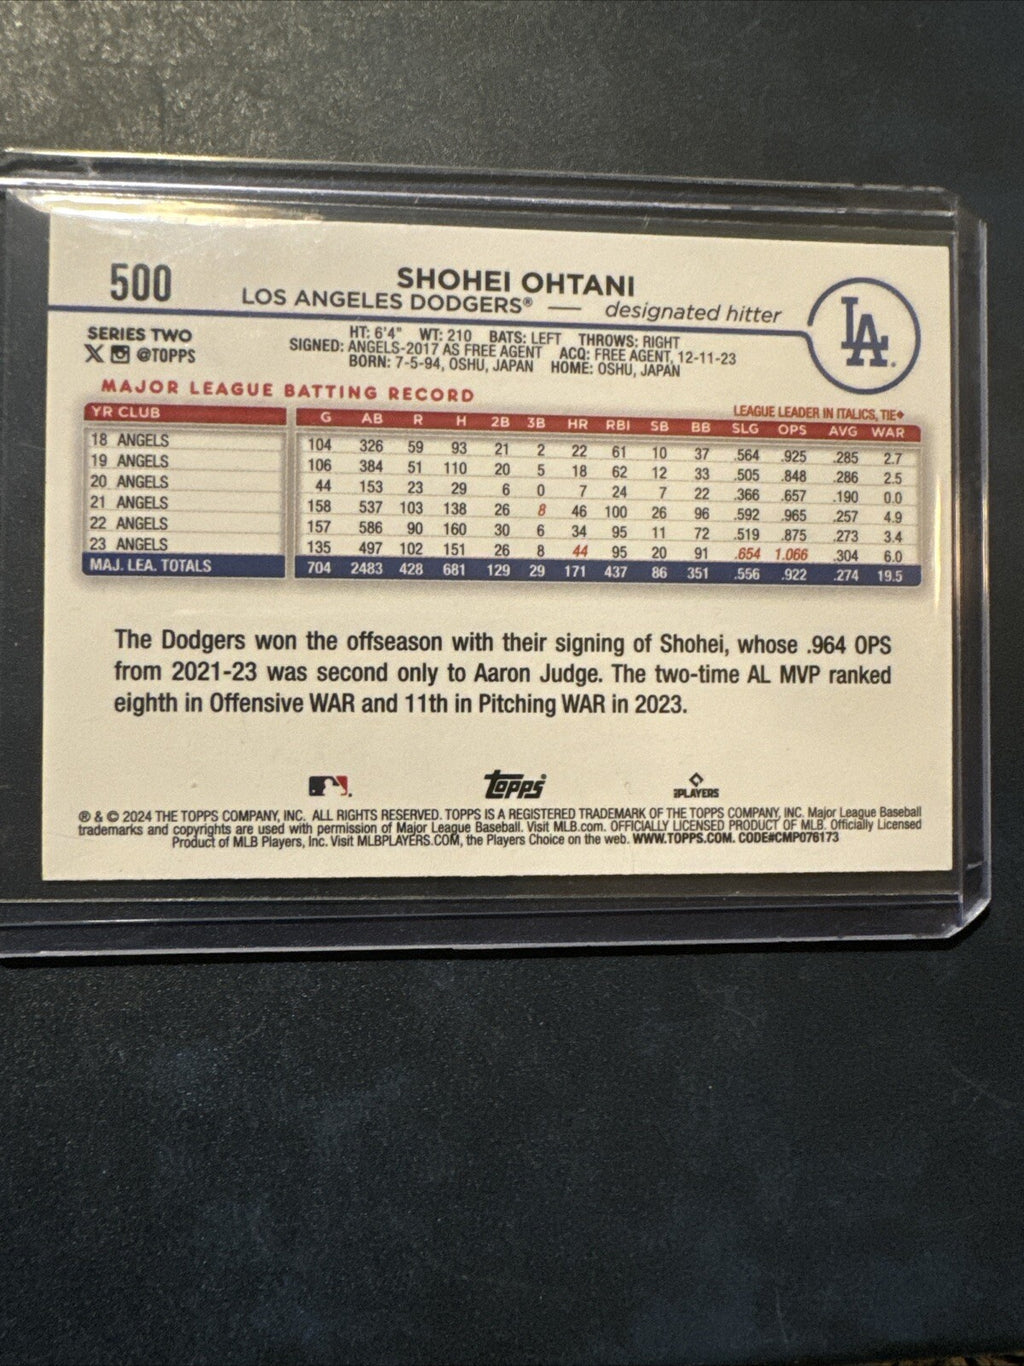 500
SHOHEI OHTANI
LOS ANGELES DODGERS® — designated hitter
LA
SERIES TWO
@TOPPS
HT: 6'4" WT: 210 BATS: LEFT THROWS: RIGHT
SIGNED: ANGELS-2017 AS FREE AGENT ACQ: FREE AGENT, 12-11-23
BORN: 7-5-94, OSHU, JAPAN HOME: OSHU, JAPAN
MAJOR LEAGUE BATTING RECORD
LEAGUE LEADER IN ITALICS, TIE◆
YR CLUB G AB R H 2B 3B HR RBI SB BB SLG OPS AVG WAR
18 ANGELS 104 326 59 93 21 2 22 61 10 37 .564 .925 .285 2.7
19 ANGELS 106 384 51 110 20 5 18 62 12 33 .505 .848 .286 2.5
20 ANGELS 44 153 23 29 6 0 7 24 7 22 .366 .657 .190 0.0
21 ANGELS 158 537 103 138 26 8 46 100 26 96 .592 .965 .257 4.9
22 ANGELS 157 586 90 160 30 6 34 95 11 72 .519 .875 .273 3.4
23 ANGELS 135 497 102 151 26 8 44 95 20 91 .654 1.066 .304 6.0
MAJ. LEA. TOTALS 704 2483 428 681 129 29 171 437 86 351 .556 .922 .274 19.5
The Dodgers won the offseason with their signing of Shohei, whose .964 OPS
from 2021-23 was second only to Aaron Judge. The two-time AL MVP ranked
eighth in Offensive WAR and 11th in Pitching WAR in 2023.
topps
PLAYERS
® & © 2024 THE TOPPS COMPANY, INC. ALL RIGHTS RESERVED. TOPPS IS A REGISTERED TRADEMARK OF THE TOPPS COMPANY, INC. Major League Baseball
trademarks and copyrights are used with permission of Major League Baseball. Visit MLB.com. OFFICIALLY LICENSED PRODUCT OF MLB. Officially Licensed
Product of MLB Players, Inc. Visit MLBPLAYERS.COM, the Players Choice on the web. WWW.TOPPS.COM. CODE#CMP076173